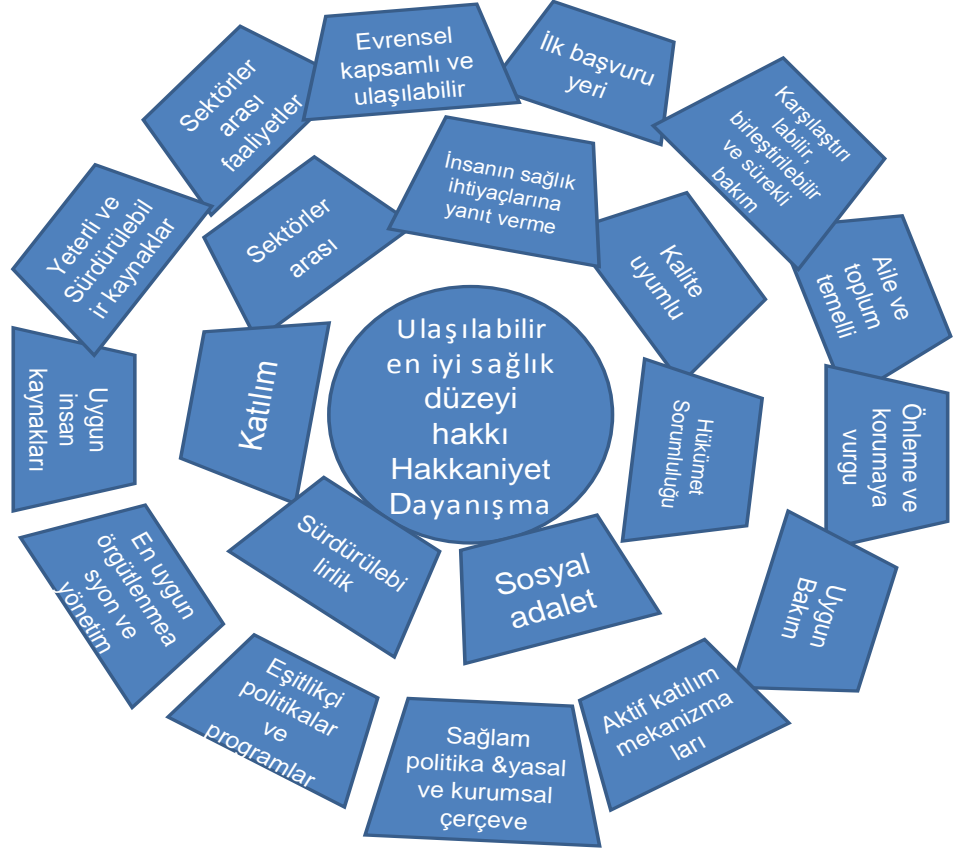 Evrensel
kapsamlı ve
ulaşılabilir
İlk başvuru
yeri
Karşılaştırı
labilir,
birleştirilebilir
ve sürekli
bakım
Aile ve
toplum
temelli
Önleme ve
korumaya
vurgu
Uygun
Bakım
Aktif katılım
mekanizma
ları
Sağlam
politika &yasal
ve kurumsal
çerçeve
Eşitlikçi
politikalar
ve
programlar
En uygun
örgütlenmea
syon ve
yönetim
Uygun
insan
kaynakları
Yeterli ve
Sürdürülebil
ir kaynaklar
Sektörler
arası
faaliyetler
İnsanın sağlık
ihtiyaçlarına
yanıt verme
Kalite
uyumlu
Hükümet
Sorumluluğu
Sosyal
adalet
Sürdürülebi
lirlik
Katılım
Sektörler
arası
Ulaşılabilir
en iyi sağlık
düzeyi
hakkı
Hakkaniyet
Dayanışma